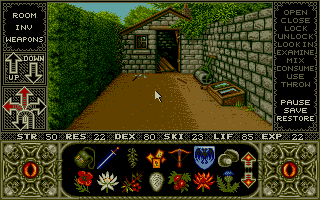 ROOM
INV
WEAPONS
UP
DOWN
OPEN
CLOSE
LOCK
UNLOCK
LOOK IN
EXAMINE
MIX
CONSUME
USE
THROW
PAUSE
SAVE
RESTORE
STR 50 RES 22 DEX 80 SKI 23 LIF 85 EXP 22